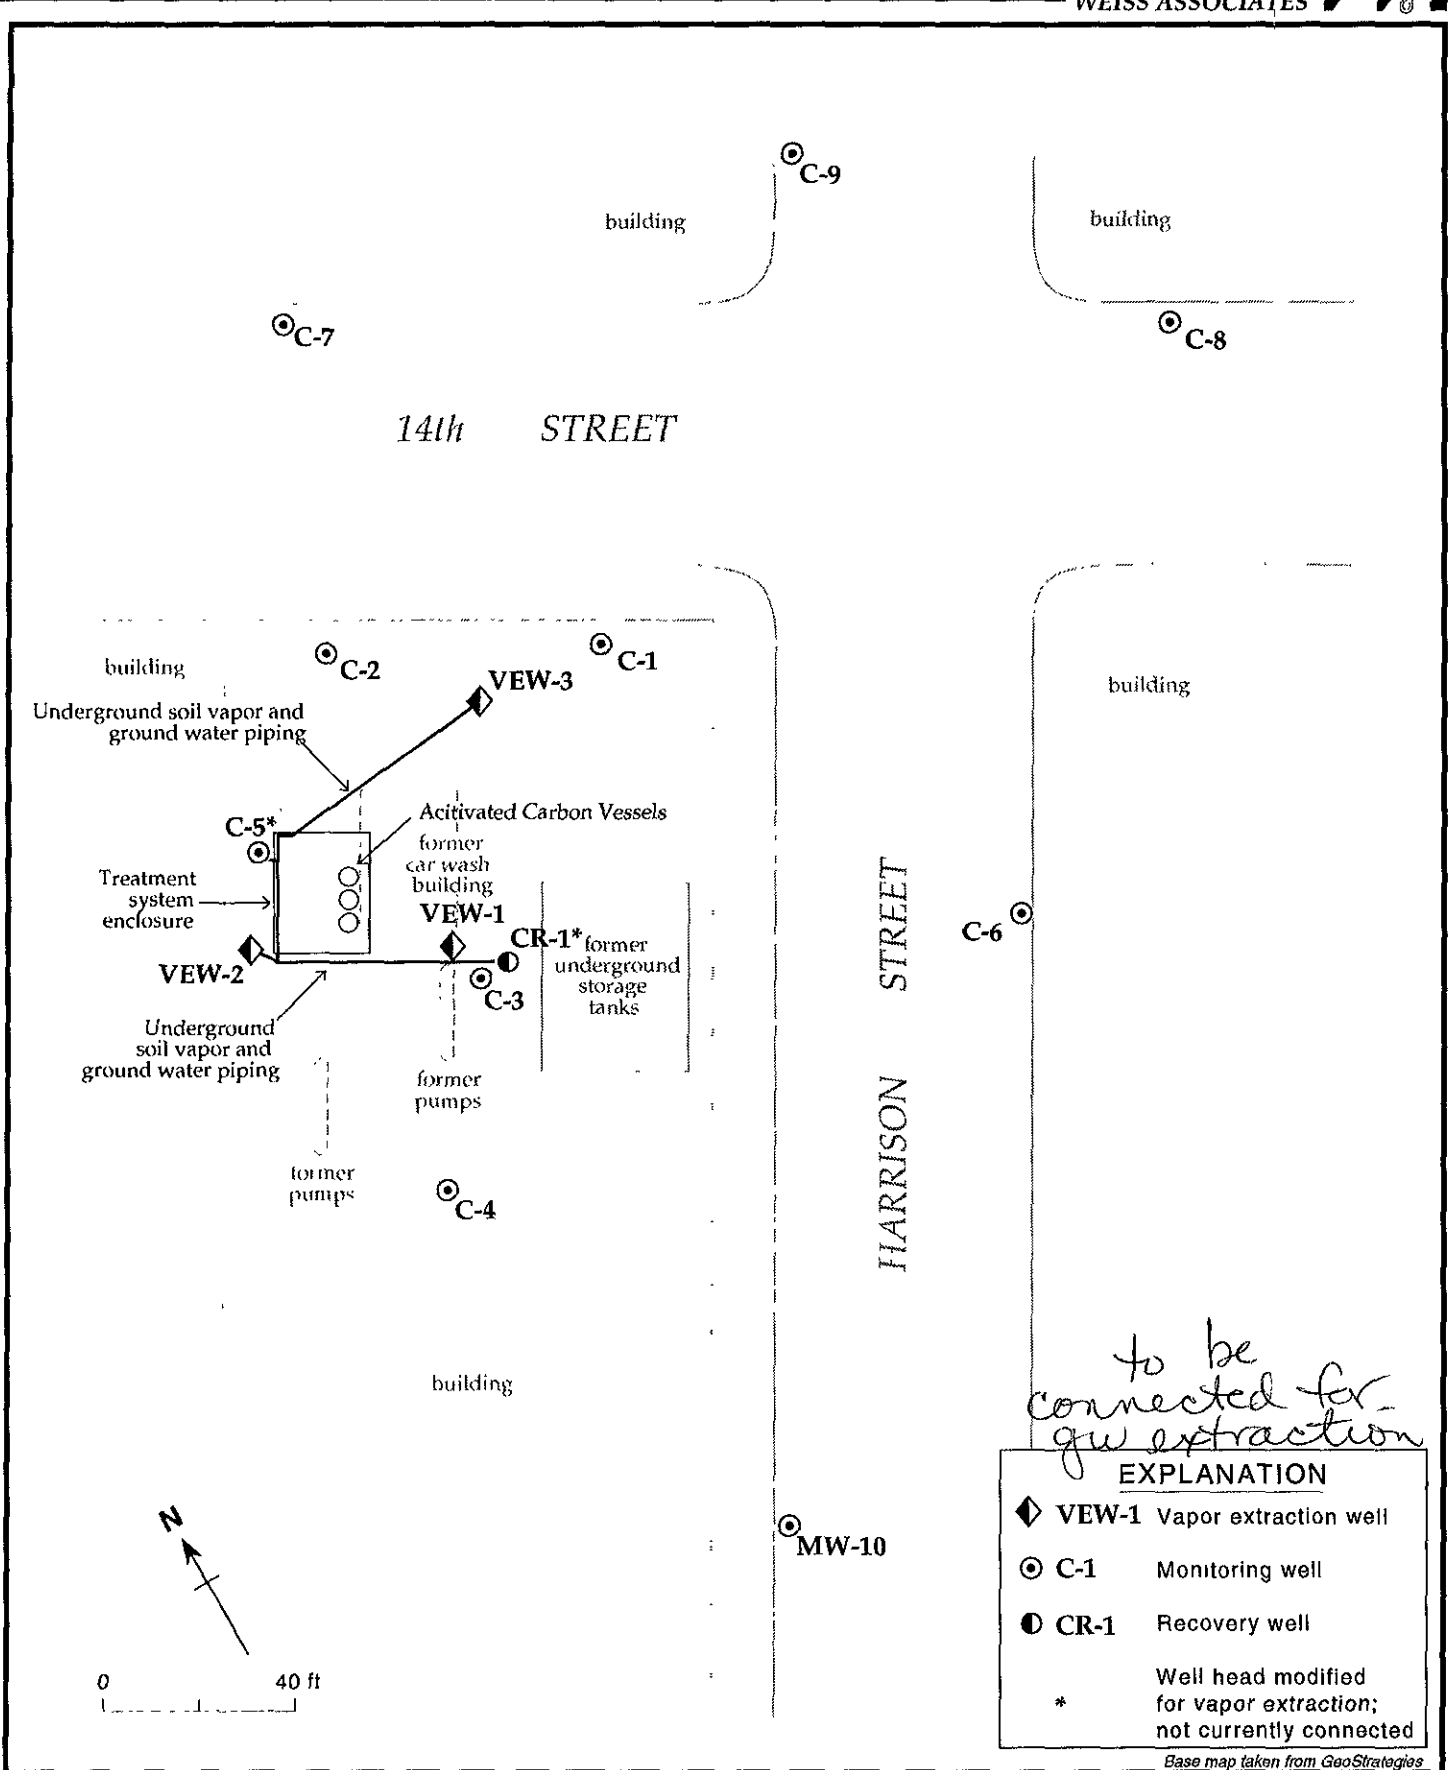 WEISS ASSOCIATES
C-9
building
building
C-7
C-8
14th STREET
C-1
C-2
building
VEW-3
building
Underground soil vapor and
ground water piping
Acitivated Carbon Vessels
C-5*
former
car wash
building
Treatment
system
enclosure
VEW-1
CR-1*
former
underground
storage
tanks
C-6
VEW-2
C-3
HARRISON STREET
Underground
soil vapor and
ground water piping
former
pumps
former
pumps
C-4
building
to be
connected for
gw extraction
EXPLANATION
VEW-1 Vapor extraction well
C-1 Monitoring well
CR-1 Recovery well
* Well head modified
for vapor extraction;
not currently connected
MW-10
N
0 40 ft
Base map taken from GeoStrategies